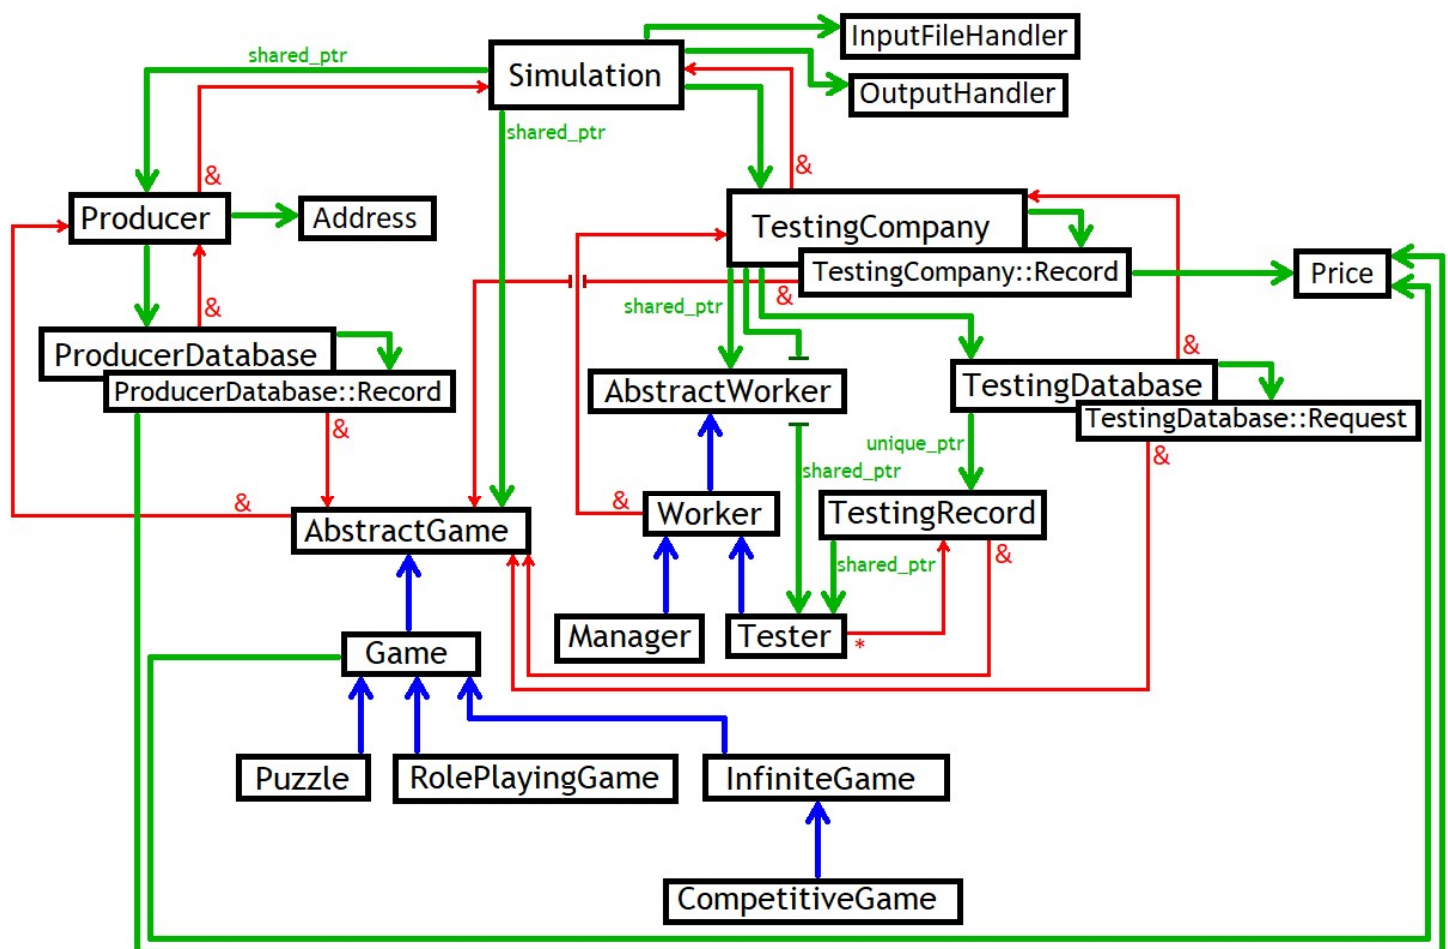 InputFileHandler
shared_ptr
Simulation
OutputHandler
shared_ptr
&
&
Producer
Address
TestingCompany
TestingCompany::Record
Price
&
shared_ptr
&
ProducerDatabase
ProducerDatabase::Record
&
AbstractWorker
TestingDatabase
TestingDatabase::Request
&
unique_ptr
&
shared_ptr
&
&
Worker
TestingRecord
AbstractGame
&
shared_ptr
Manager
Tester
*
Game
Puzzle
RolePlayingGame
InfiniteGame
CompetitiveGame